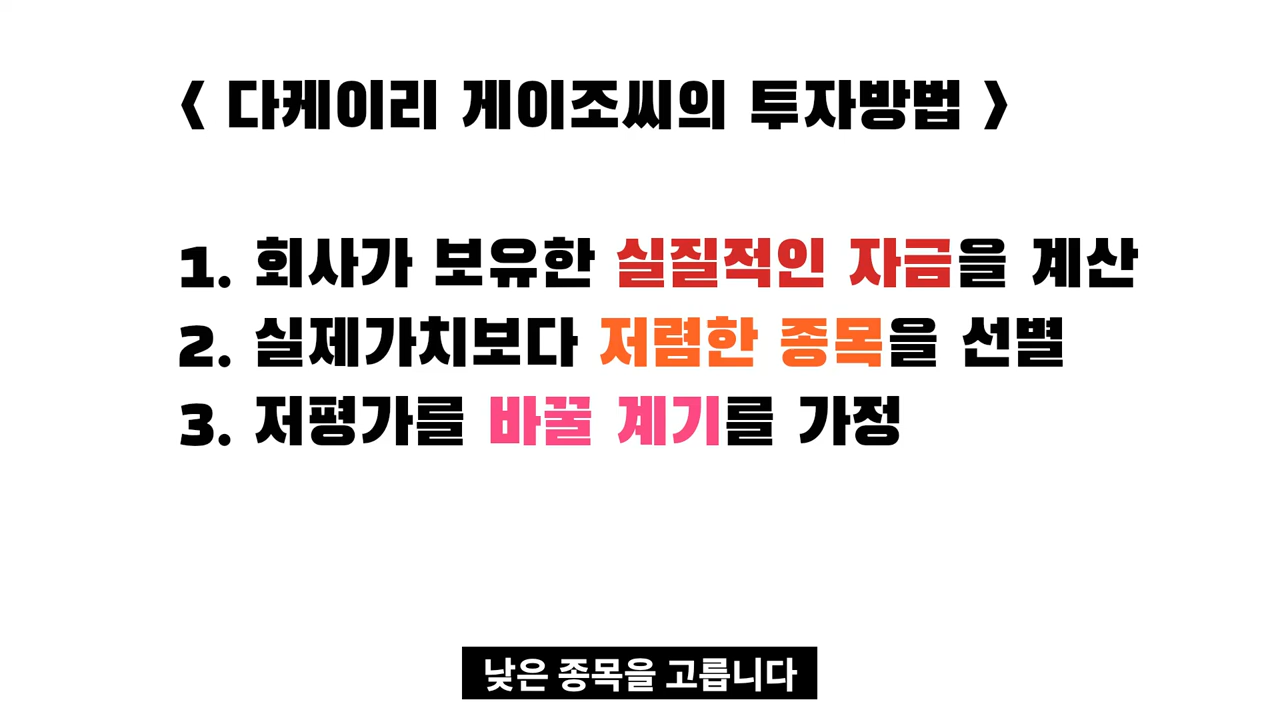 < 다케이리 게이조씨의 투자방법 >
1. 회사가 보유한 실질적인 자금을 계산
2. 실제가치보다 저렴한 종목을 선별
3. 저평가를 바꿀 계기를 가정
낮은 종목을 고릅니다